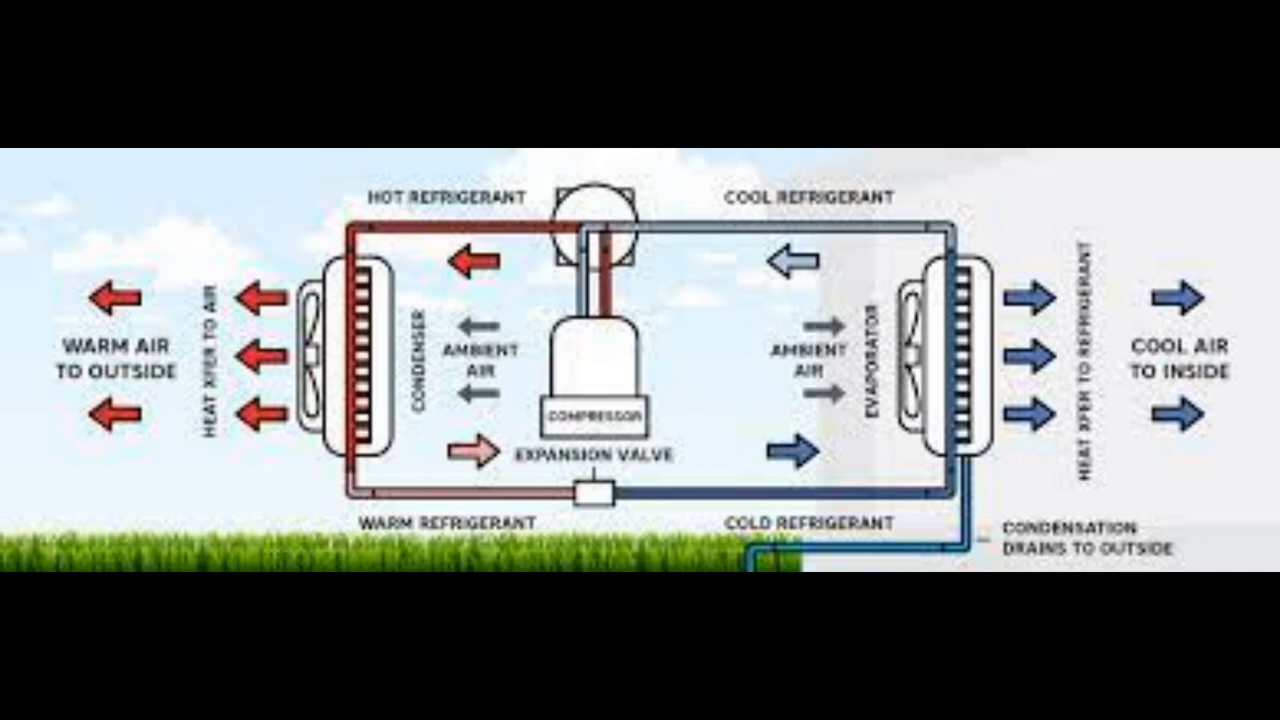 HOT REFRIGERANT
COOL REFRIGERANT
WARM AIR
TO OUTSIDE
HEAT XFER TO AIR
CONDENSER
AMBIENT
AIR
COMPRESSOR
EXPANSION VALVE
AMBIENT
AIR
EVAPORATOR
HEAT XFER TO REFRIGERANT
COOL AIR
TO INSIDE
WARM REFRIGERANT
COLD REFRIGERANT
CONDENSATION
DRAINS TO OUTSIDE